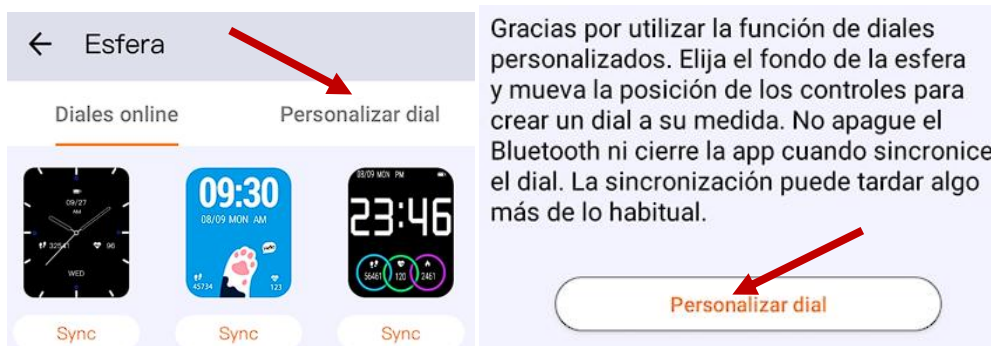 Esfera
Diales online
Personalizar dial
09/27
AM
32541
96
WED
09:30
08/09 MON AM
Hello
45734
123
08/09 MON PM
23:46
56461
120
2461
Sync
Sync
Sync
Gracias por utilizar la función de diales
personalizados. Elija el fondo de la esfera
y mueva la posición de los controles para
crear un dial a su medida. No apague el
Bluetooth ni cierre la app cuando sincronice
el dial. La sincronización puede tardar algo
más de lo habitual.
Personalizar dial